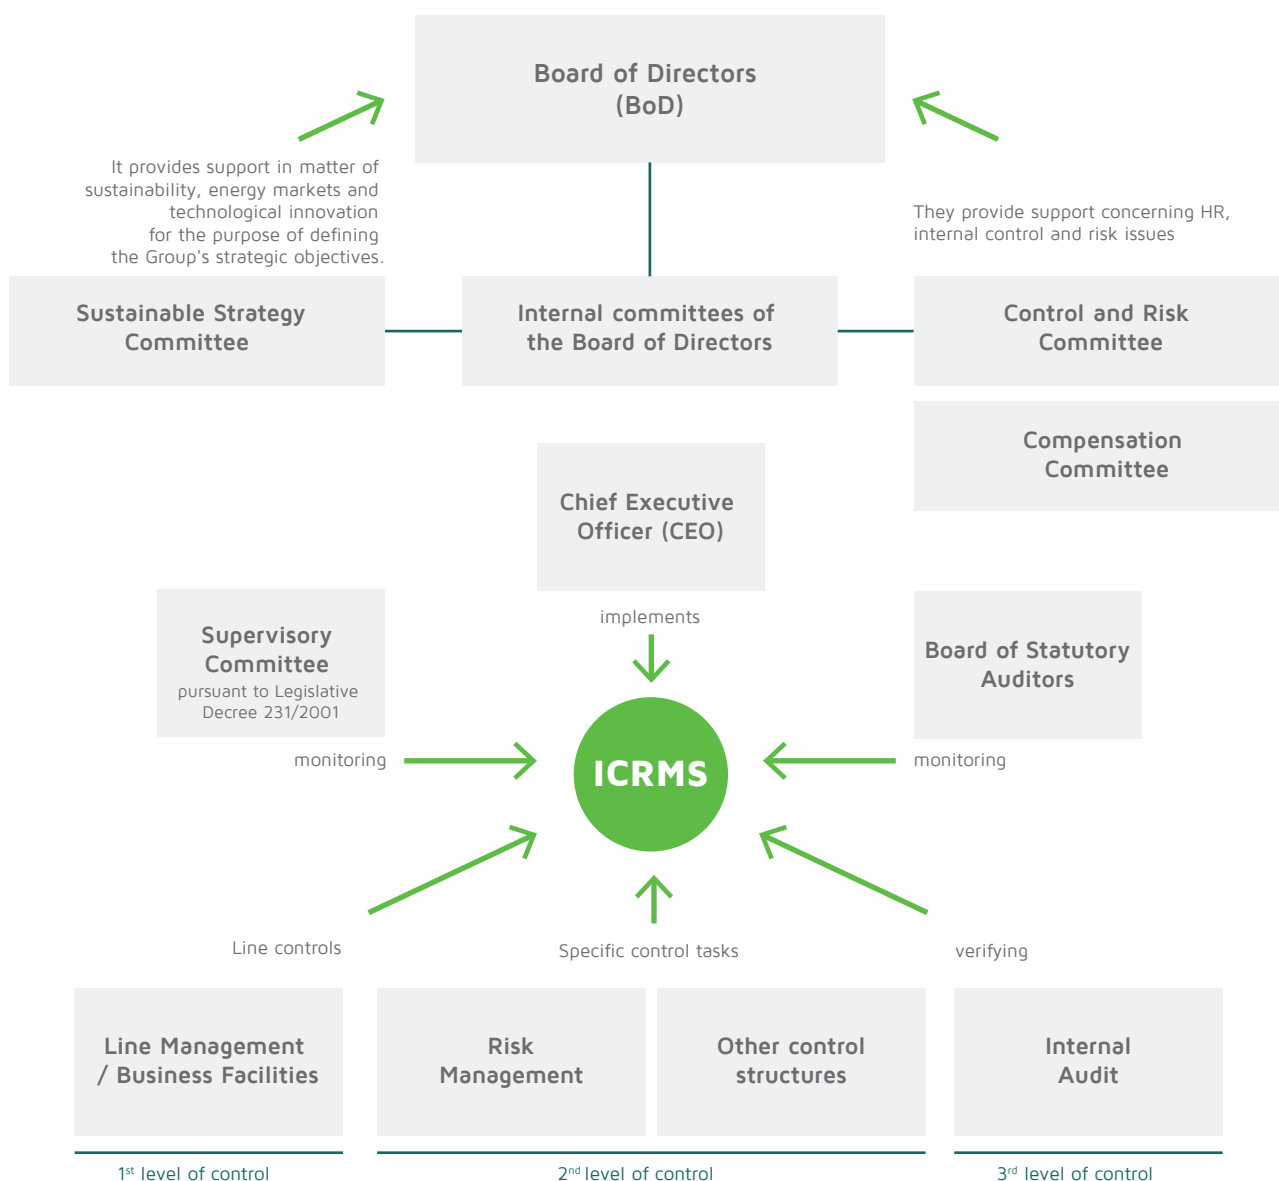 Board of Directors
(BoD)
It provides support in matter of
sustainability, energy markets and
technological innovation
for the purpose of defining
the Group's strategic objectives.
They provide support concerning HR,
internal control and risk issues
Sustainable Strategy
Committee
Internal committees of
the Board of Directors
Control and Risk
Committee
Compensation
Committee
Chief Executive
Officer (CEO)
implements
Supervisory
Committee
pursuant to Legislative
Decree 231/2001
monitoring
Board of Statutory
Auditors
monitoring
ICRMS
Line controls
Specific control tasks
verifying
Line Management
/ Business Facilities
Risk
Management
Other control
structures
Internal
Audit
1st level of control
2nd level of control
3rd level of control